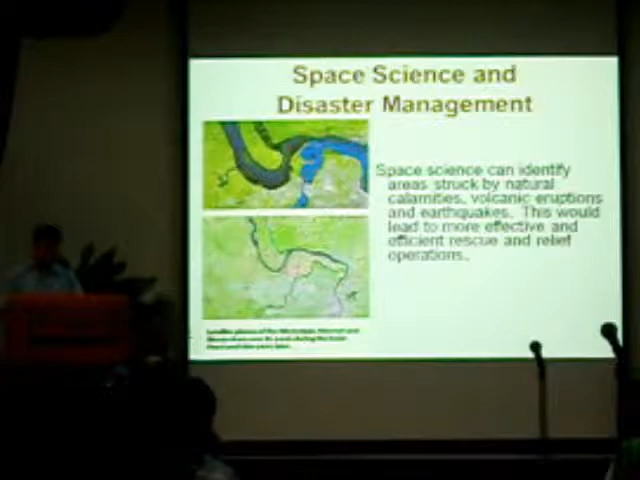 Space Science and
Disaster Management
Space science can identify
areas struck by natural
calamities, volcanic eruptions
and earthquakes. This would
lead to more effective and
efficient rescue and relief
operations.